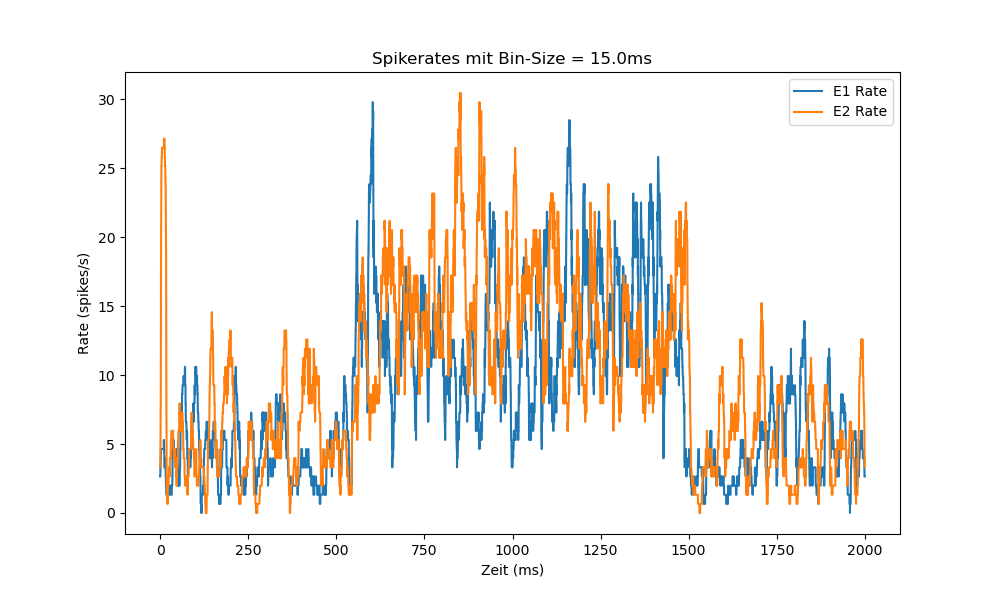 Spikerates mit Bin-Size = 15.0ms
E1 Rate
E2 Rate
30
25
20
15
10
5
0
Rate (spikes/s)
0 250 500 750 1000 1250 1500 1750 2000
Zeit (ms)